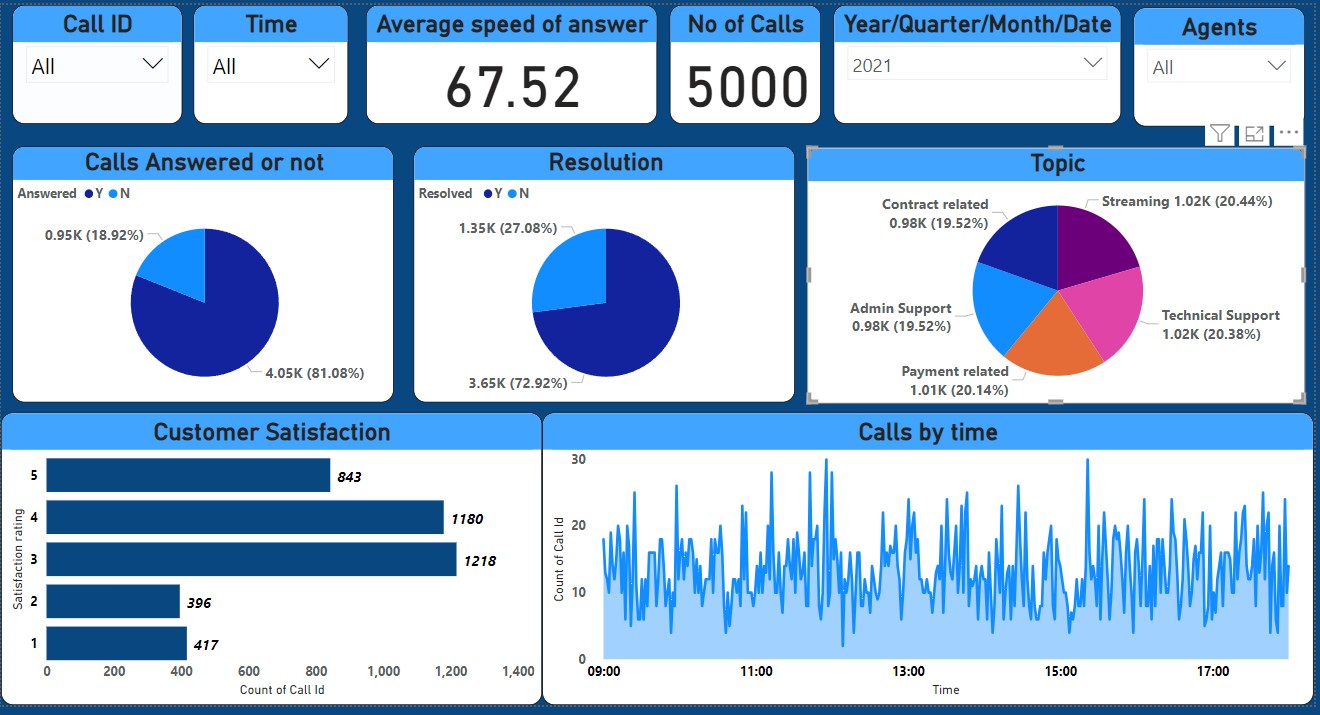 Call ID
All
Time
All
Average speed of answer
67.52
No of Calls
5000
Year/Quarter/Month/Date
2021
Agents
All
Calls Answered or not
Answered Y N
0.95K (18.92%)
4.05K (81.08%)
Resolution
Resolved Y N
1.35K (27.08%)
3.65K (72.92%)
Topic
Contract related
0.98K (19.52%)
Streaming 1.02K (20.44%)
Admin Support
0.98K (19.52%)
Technical Support
1.02K (20.38%)
Payment related
1.01K (20.14%)
Customer Satisfaction
Satisfaction rating
5 843
4 1180
3 1218
2 396
1 417
0 200 400 600 800 1,000 1,200 1,400
Count of Call Id
Calls by time
Count of Call Id
30
20
10
0
09:00 11:00 13:00 15:00 17:00
Time